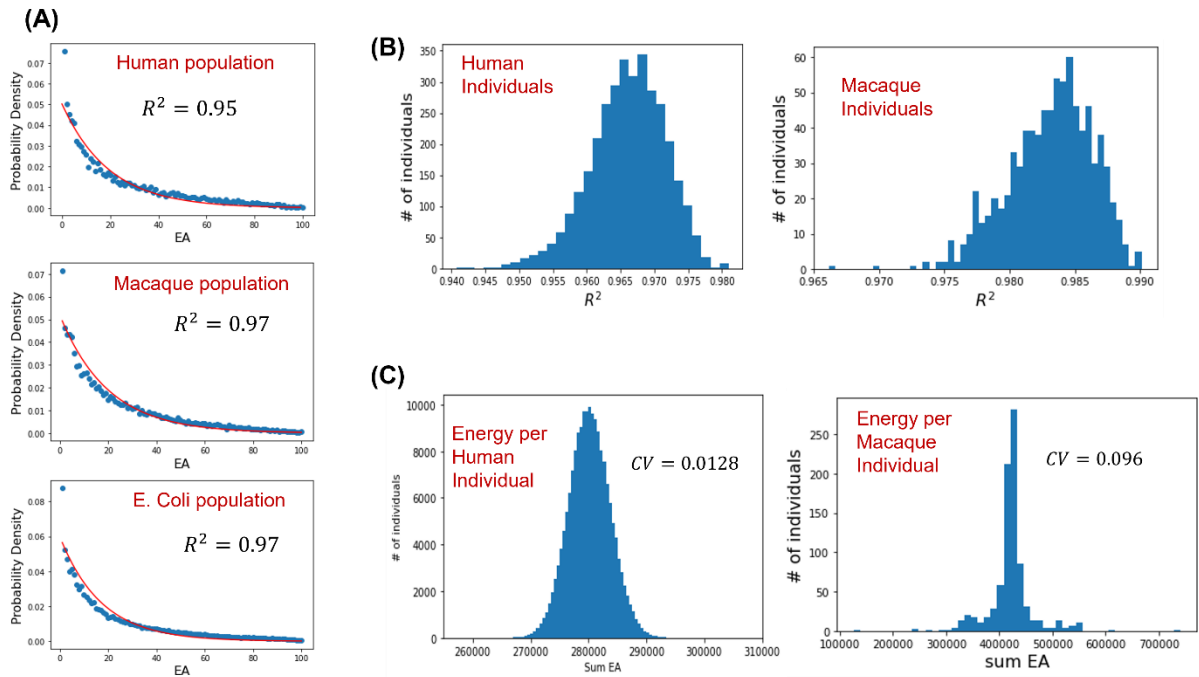 (A)
Human population
R² = 0.95
Probability Density
0.07
0.06
0.05
0.04
0.03
0.02
0.01
0.00
0 20 40 60 80 100
EA
Macaque population
R² = 0.97
Probability Density
0.07
0.06
0.05
0.04
0.03
0.02
0.01
0.00
0 20 40 60 80 100
EA
E. Coli population
R² = 0.97
Probability Density
0.08
0.06
0.04
0.02
0.00
0 20 40 60 80 100
EA
(B)
Human
Individuals
# of individuals
350
300
250
200
150
100
50
0
0.940 0.945 0.950 0.955 0.960 0.965 0.970 0.975 0.980
R²
Macaque
Individuals
# of individuals
60
50
40
30
20
10
0
0.965 0.970 0.975 0.980 0.985 0.990
R²
(C)
Energy per
Human
Individual
CV = 0.0128
# of individuals
10000
8000
6000
4000
2000
0
260000 270000 280000 290000 300000 310000
Sum EA
Energy per
Macaque
Individual
CV = 0.096
# of individuals
250
200
150
100
50
0
100000 200000 300000 400000 500000 600000 700000
sum EA